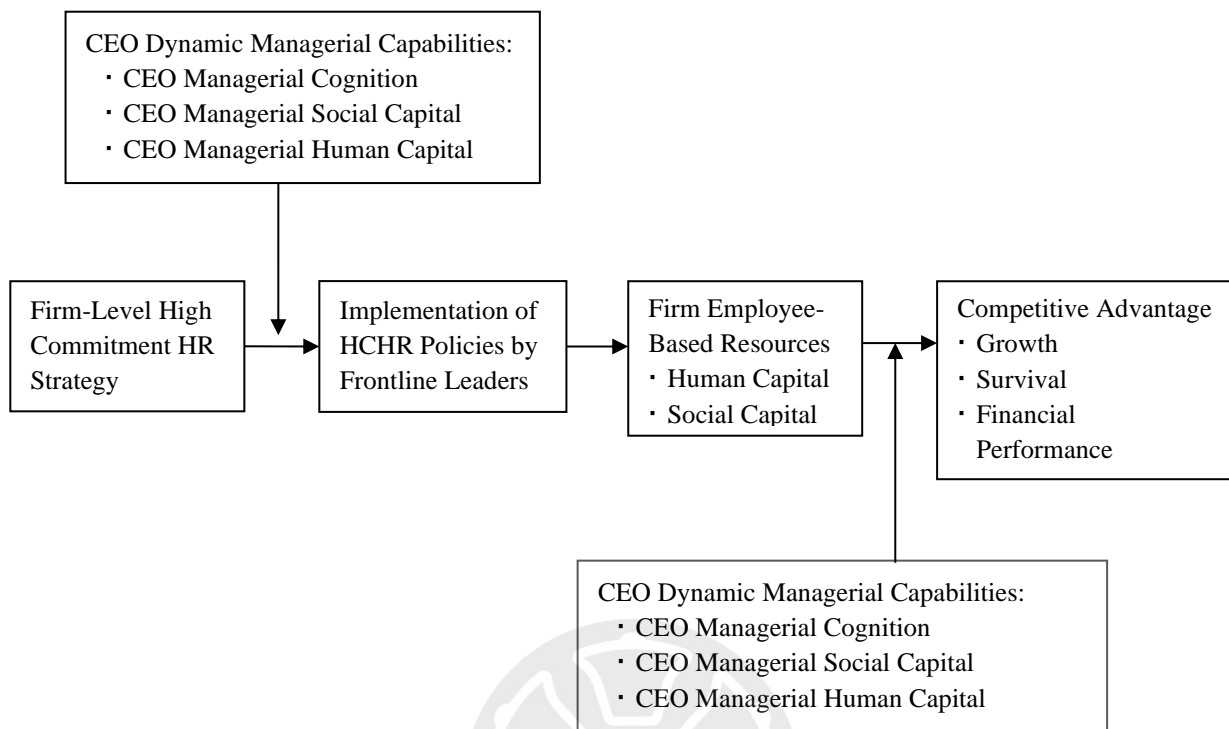 CEO Dynamic Managerial Capabilities:
· CEO Managerial Cognition
· CEO Managerial Social Capital
· CEO Managerial Human Capital
Firm-Level High
Commitment HR
Strategy
Implementation of
HCHR Policies by
Frontline Leaders
Firm Employee-
Based Resources
· Human Capital
· Social Capital
Competitive Advantage
· Growth
· Survival
· Financial
Performance
CEO Dynamic Managerial Capabilities:
· CEO Managerial Cognition
· CEO Managerial Social Capital
· CEO Managerial Human Capital